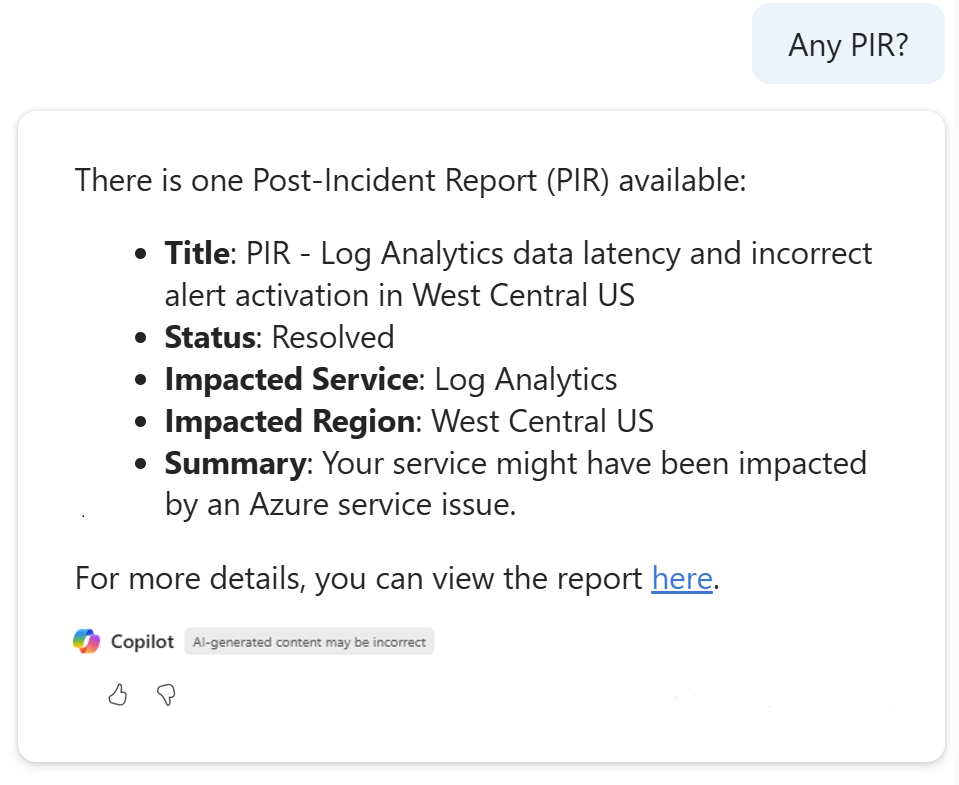 Any PIR?
There is one Post-Incident Report (PIR) available:
• Title: PIR - Log Analytics data latency and incorrect
alert activation in West Central US
• Status: Resolved
• Impacted Service: Log Analytics
• Impacted Region: West Central US
• Summary: Your service might have been impacted
by an Azure service issue.
For more details, you can view the report here.
Copilot AI-generated content may be incorrect